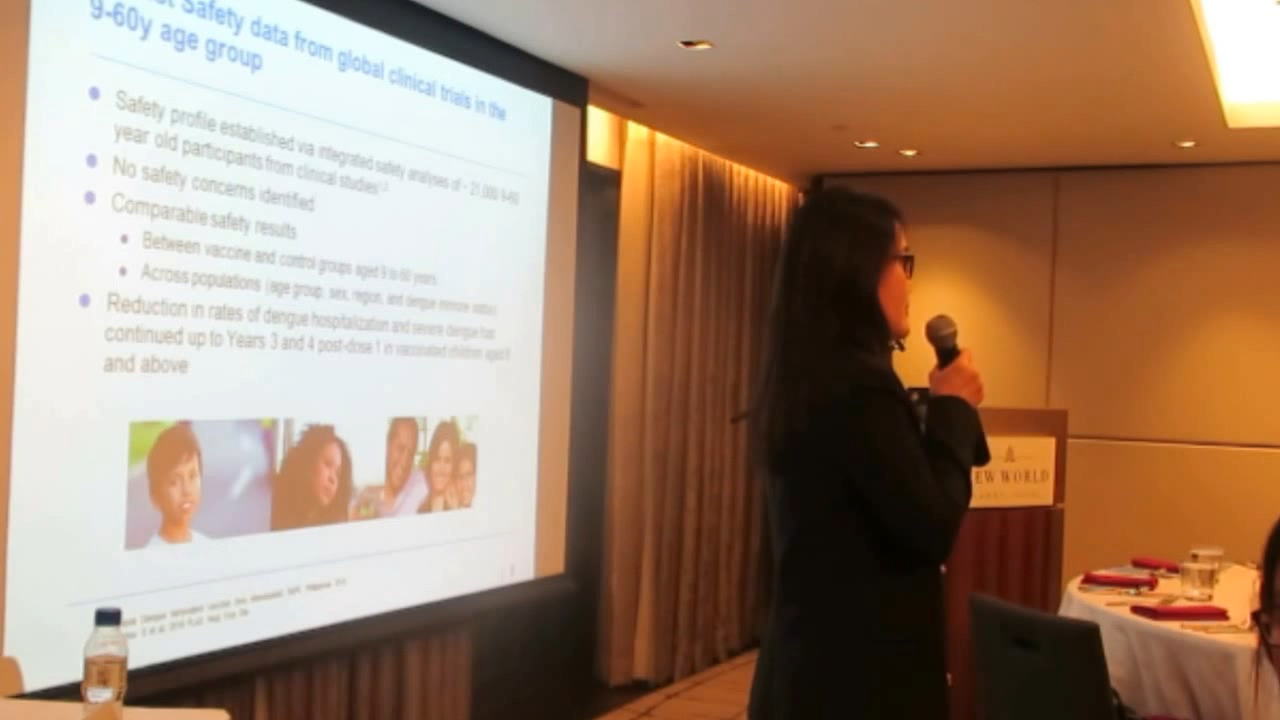 Safety data from global clinical trials in the
9-60y age group
Safety profile established via integrated safety analyses of ~ 21,000 9-60
year old participants from clinical studies
No safety concerns identified
Comparable safety results
Between vaccine and control groups aged 9 to 60 years
Across populations (age group, sex, region, and dengue immune status)
Reduction in rates of dengue hospitalization and severe dengue has
continued up to Years 3 and 4 post-dose 1 in vaccinated children aged 9
and above
EW WORLD